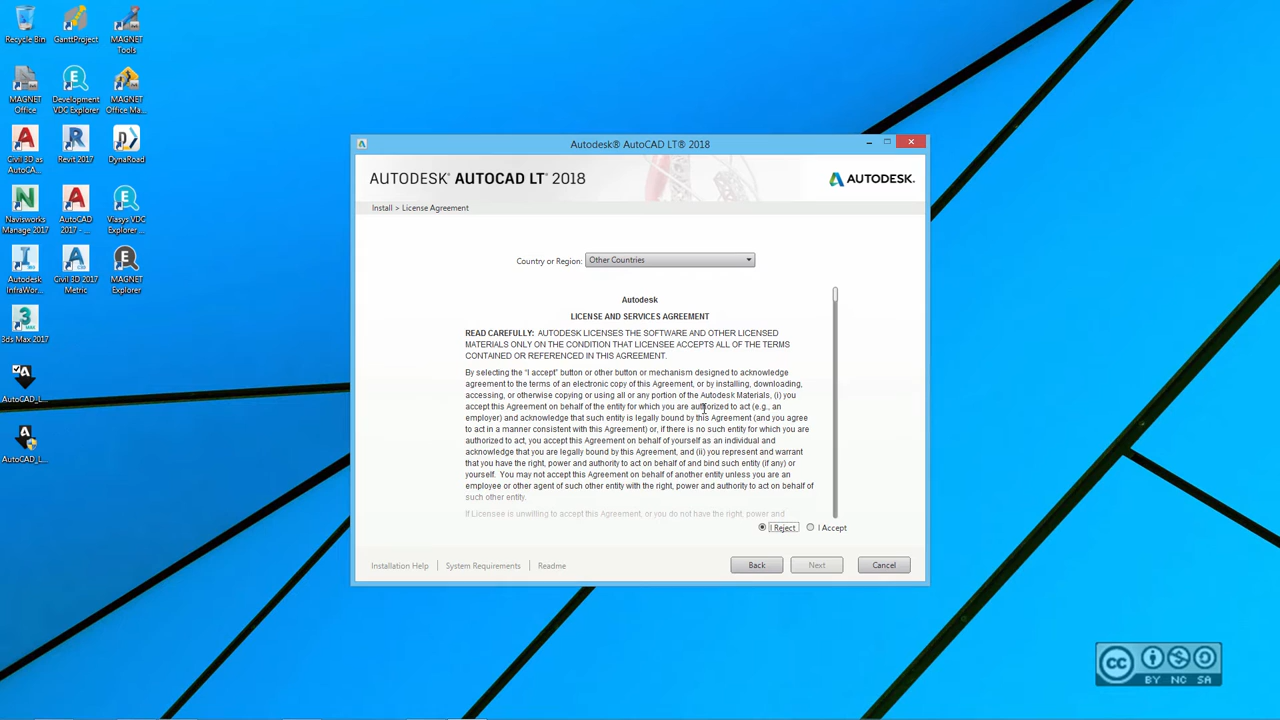 Recycle Bin
GanttProject
MAGNET
Tools
MAGNET
Office
Development
VDC Explorer
MAGNET
Office Ma...
Civil 3D as
AutoCA...
Revit 2017
DynaRoad
Navisworks
Manage 2017
AutoCAD
2017 - ...
Viasys VDC
Explorer ...
Autodesk
InfraWor...
Civil 3D 2017
Metric
MAGNET
Explorer
3ds Max 2017
AutoCAD_L...
AutoCAD_L...
Autodesk® AutoCAD LT® 2018
AUTODESK® AUTOCAD LT® 2018
AUTODESK.
Install > License Agreement
Country or Region: Other Countries
Autodesk
LICENSE AND SERVICES AGREEMENT
READ CAREFULLY: AUTODESK LICENSES THE SOFTWARE AND OTHER LICENSED
MATERIALS ONLY ON THE CONDITION THAT LICENSEE ACCEPTS ALL OF THE TERMS
CONTAINED OR REFERENCED IN THIS AGREEMENT.
By selecting the "I accept" button or other button or mechanism designed to acknowledge
agreement to the terms of an electronic copy of this Agreement, or by installing, downloading,
accessing, or otherwise copying or using all or any portion of the Autodesk Materials, (i) you
accept this Agreement on behalf of the entity for which you are authorized to act (e.g., an
employer) and acknowledge that such entity is legally bound by this Agreement (and you agree
to act in a manner consistent with this Agreement) or, if there is no such entity for which you are
authorized to act, you accept this Agreement on behalf of yourself as an individual and
acknowledge that you are legally bound by this Agreement, and (ii) you represent and warrant
that you have the right, power and authority to act on behalf of and bind such entity (if any) or
yourself. You may not accept this Agreement on behalf of another entity unless you are an
employee or other agent of such other entity with the right, power and authority to act on behalf of
such other entity.
If Licensee is unwilling to accept this Agreement, or you do not have the right, power and
I Reject I Accept
Installation Help System Requirements Readme Back Next Cancel
CC BY NC SA